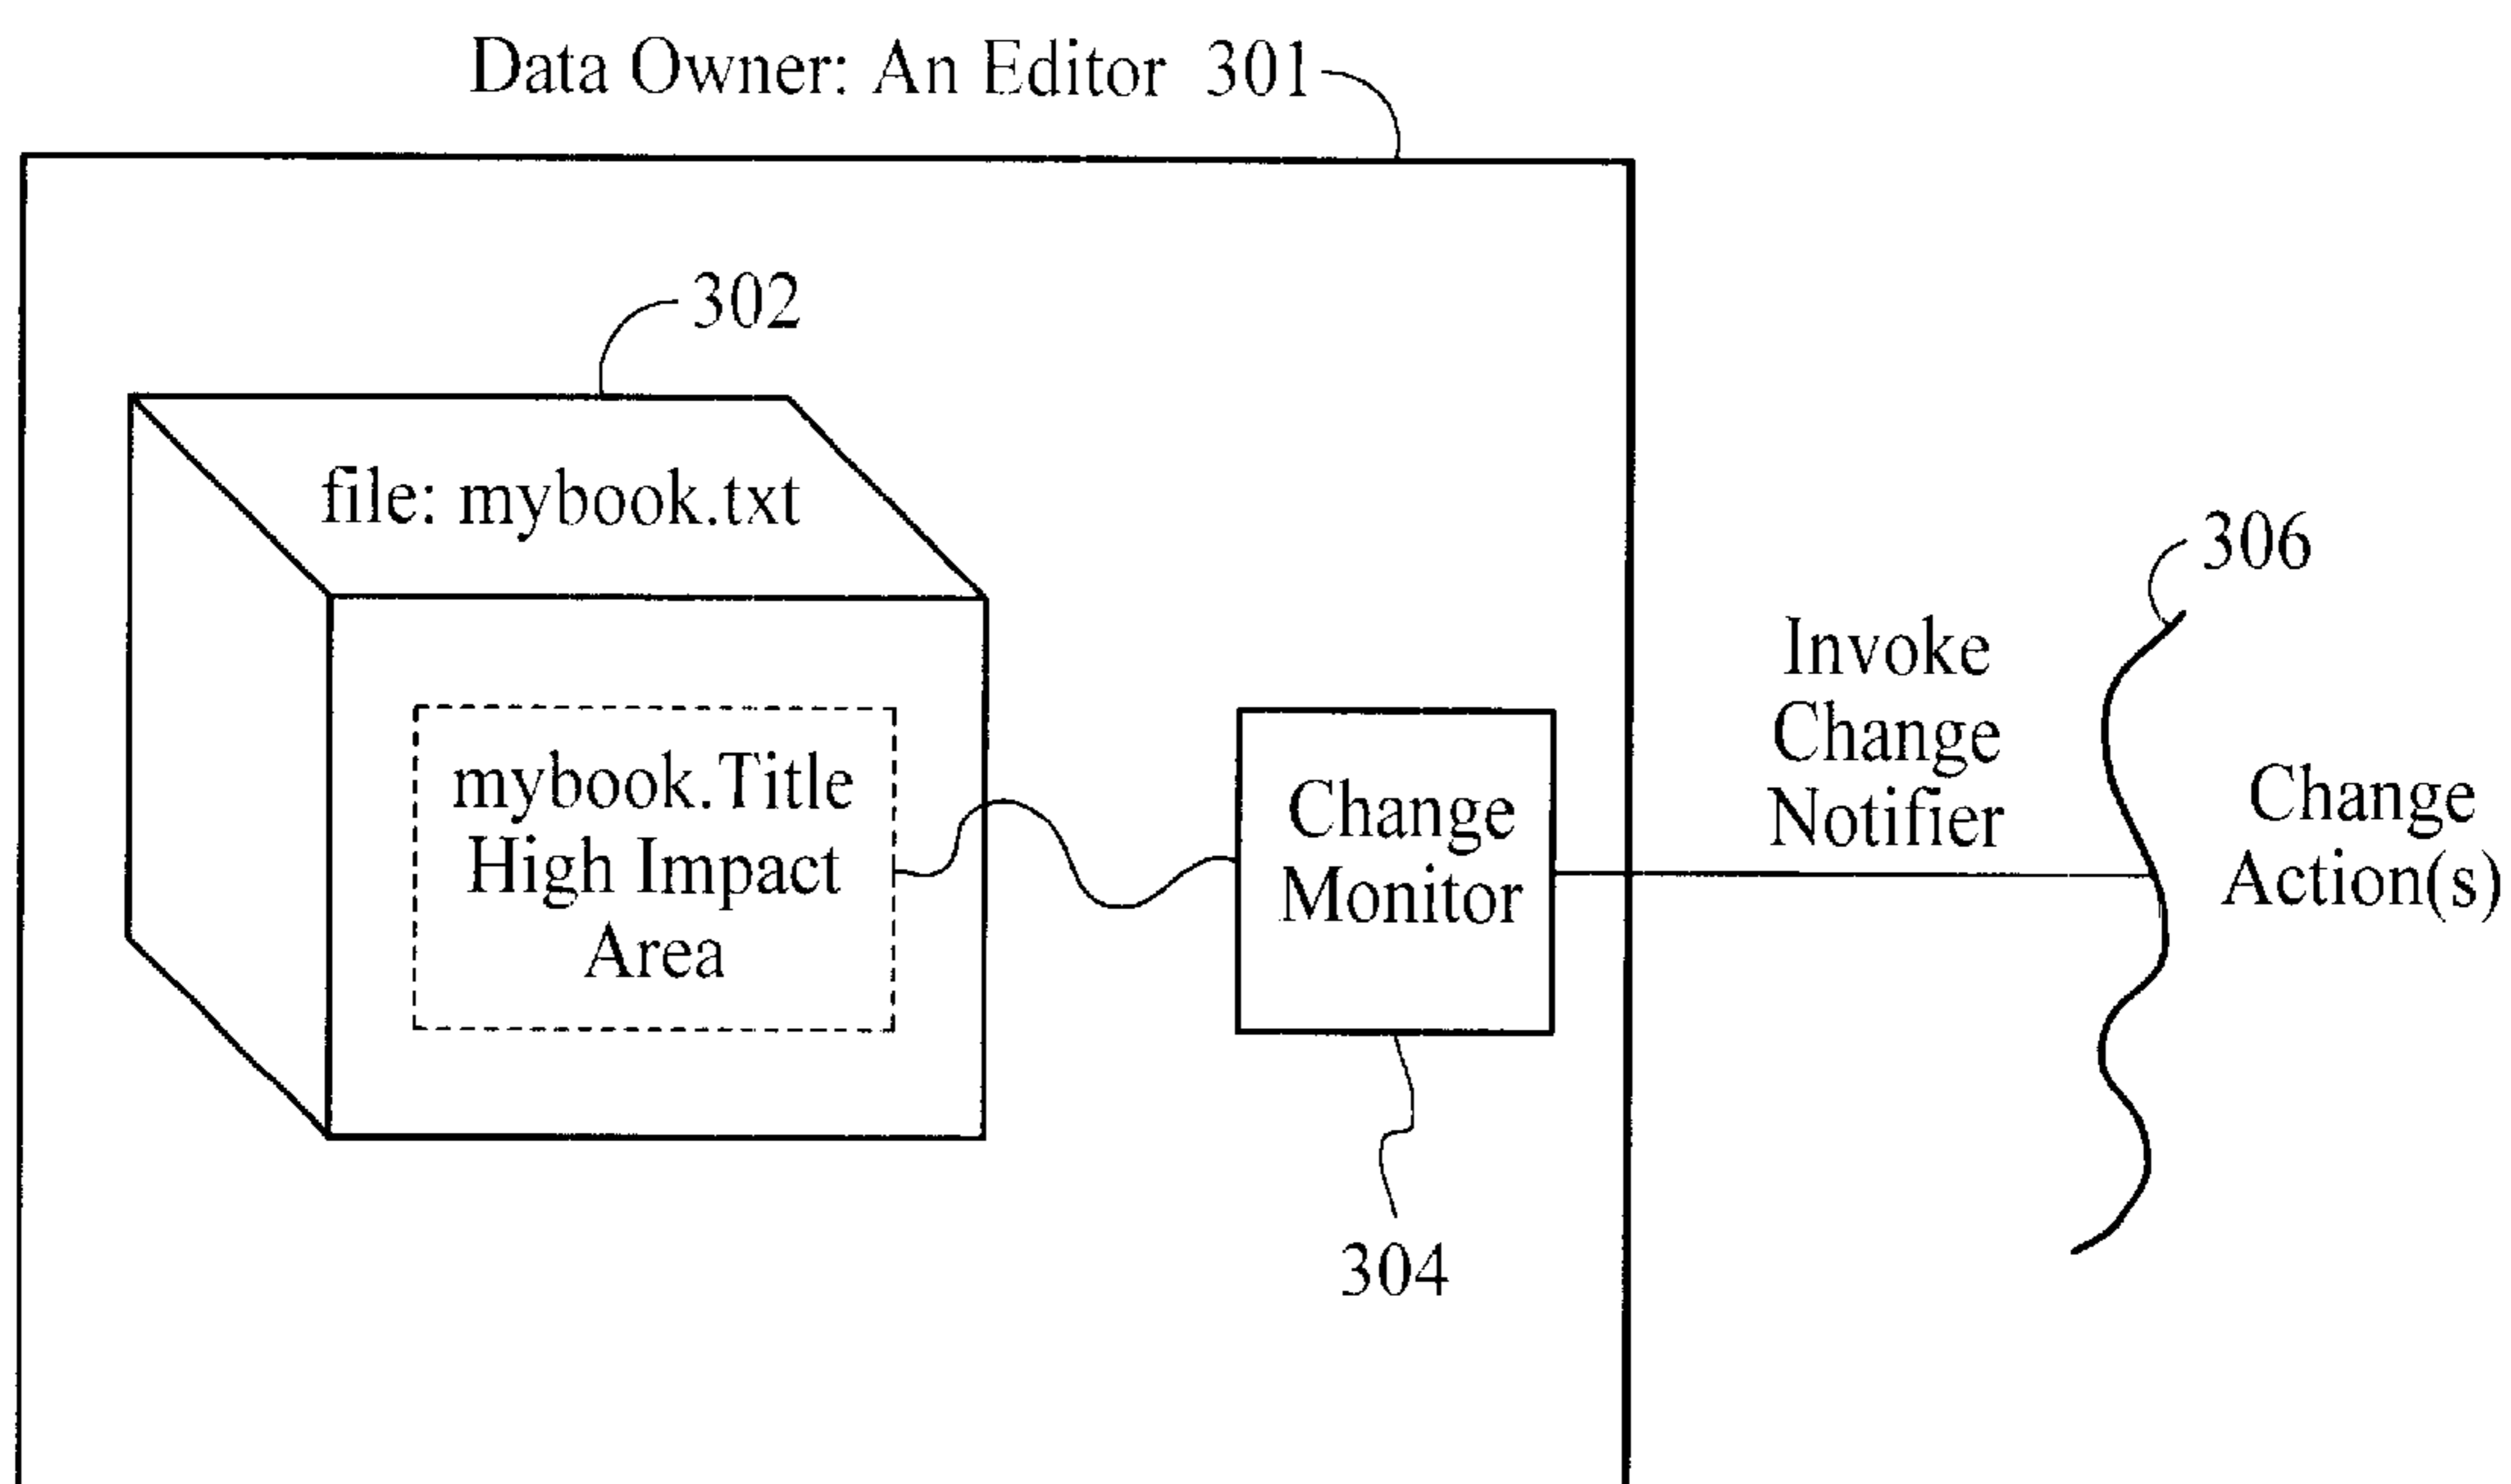 Data Owner: An Editor 301
302
file: mybook.txt
306
Invoke
Change
Notifier
mybook.Title
High Impact
Area
Change
Monitor
Change
Action(s)
304